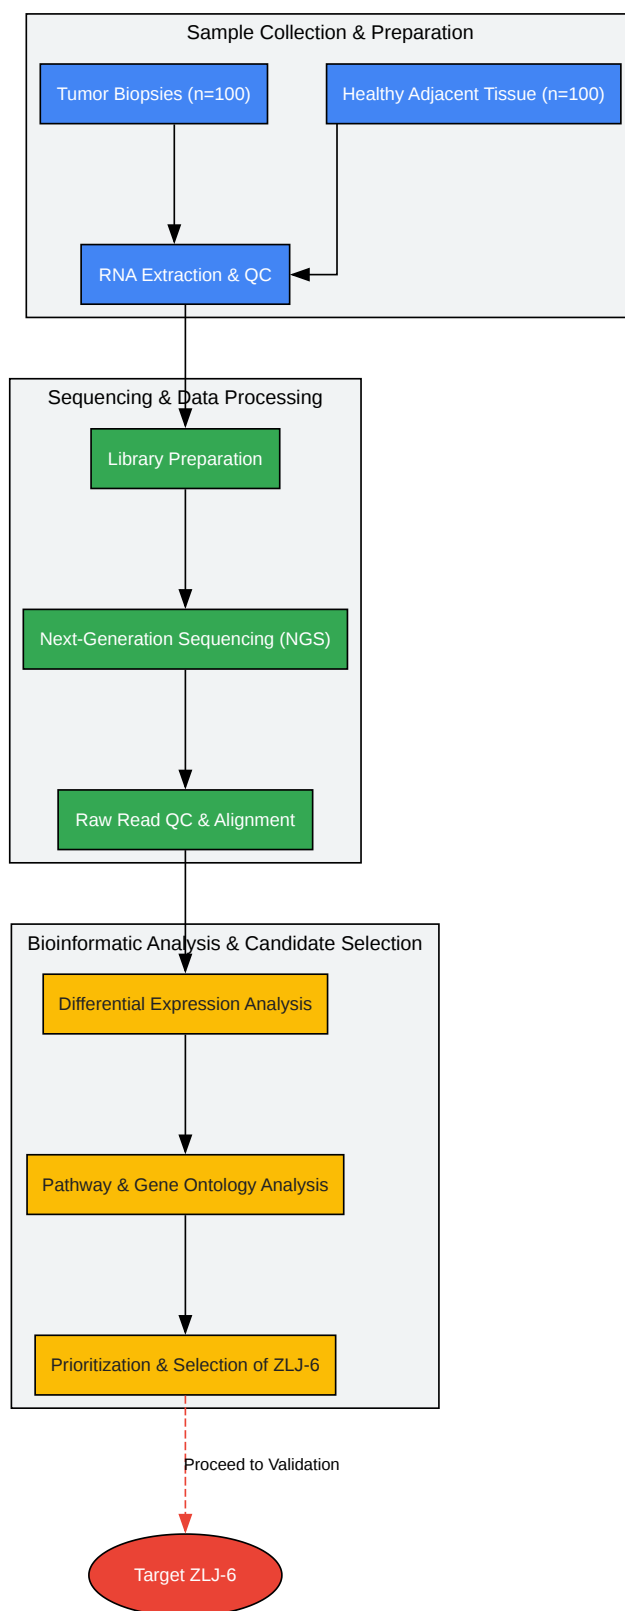 Sample Collection & Preparation
Tumor Biopsies (n=100)
Healthy Adjacent Tissue (n=100)
RNA Extraction & QC
Sequencing & Data Processing
Library Preparation
Next-Generation Sequencing (NGS)
Raw Read QC & Alignment
Bioinformatic Analysis & Candidate Selection
Differential Expression Analysis
Pathway & Gene Ontology Analysis
Prioritization & Selection of ZLJ-6
Proceed to Validation
Target ZLJ-6